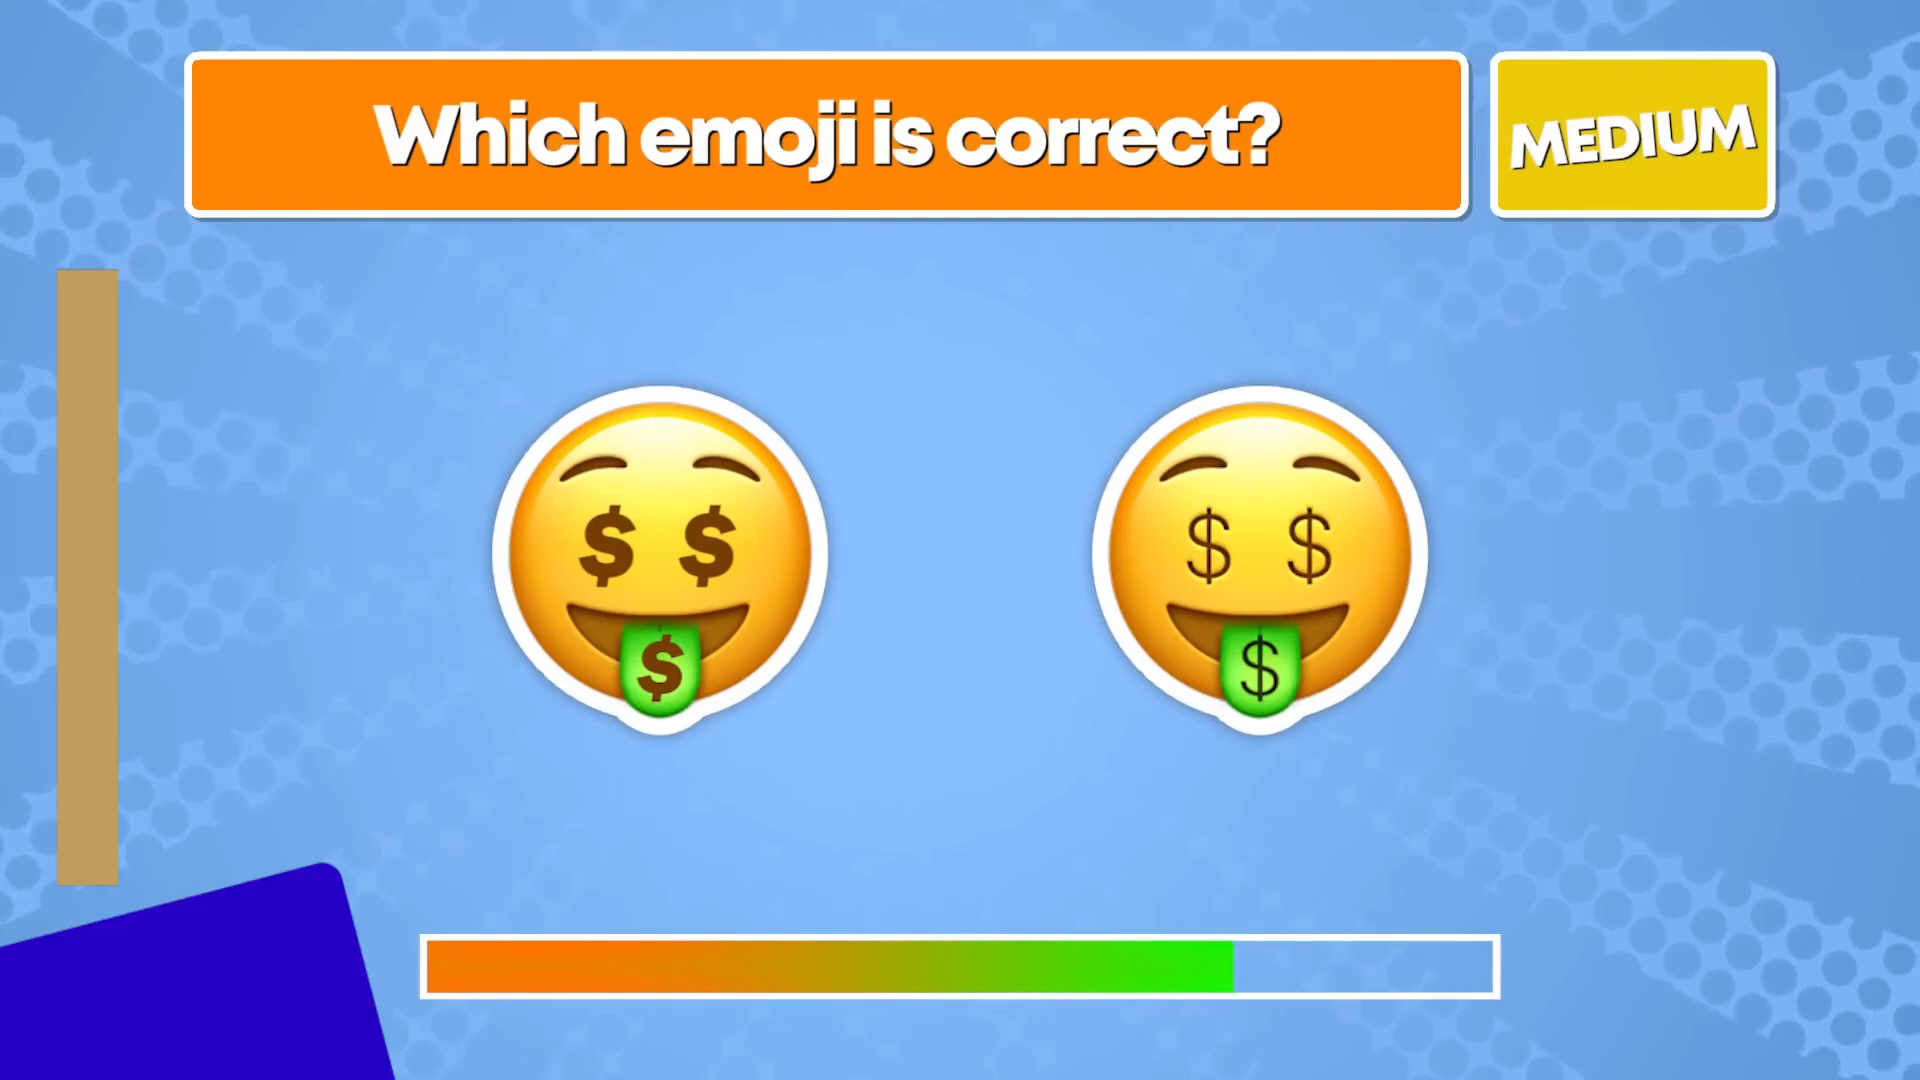 Which emoji is correct?
MEDIUM
$ $ $ $
$ $